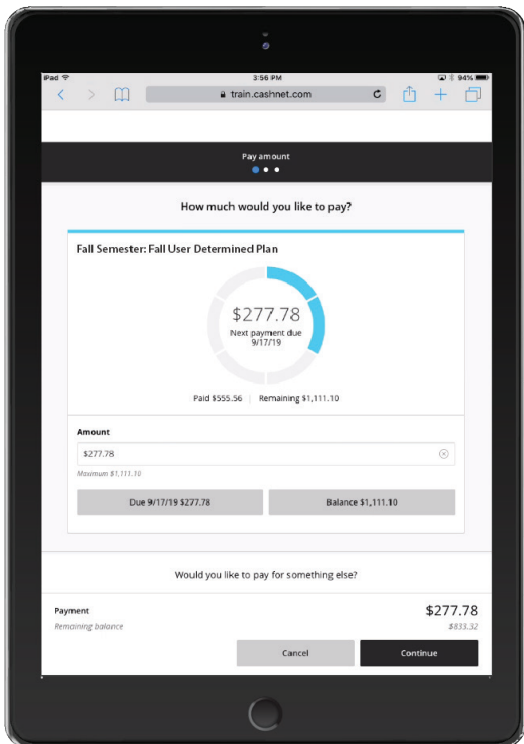 iPad 3:56 PM 94%
train.cashnet.com
Pay amount
How much would you like to pay?
Fall Semester: Fall User Determined Plan
$277.78
Next payment due
9/17/19
Paid $555.56 | Remaining $1,111.10
Amount
$277.78
Maximum $1,111.10
Due 9/17/19 $277.78 Balance $1,111.10
Would you like to pay for something else?
Payment $277.78
Remaining balance $833.32
Cancel Continue